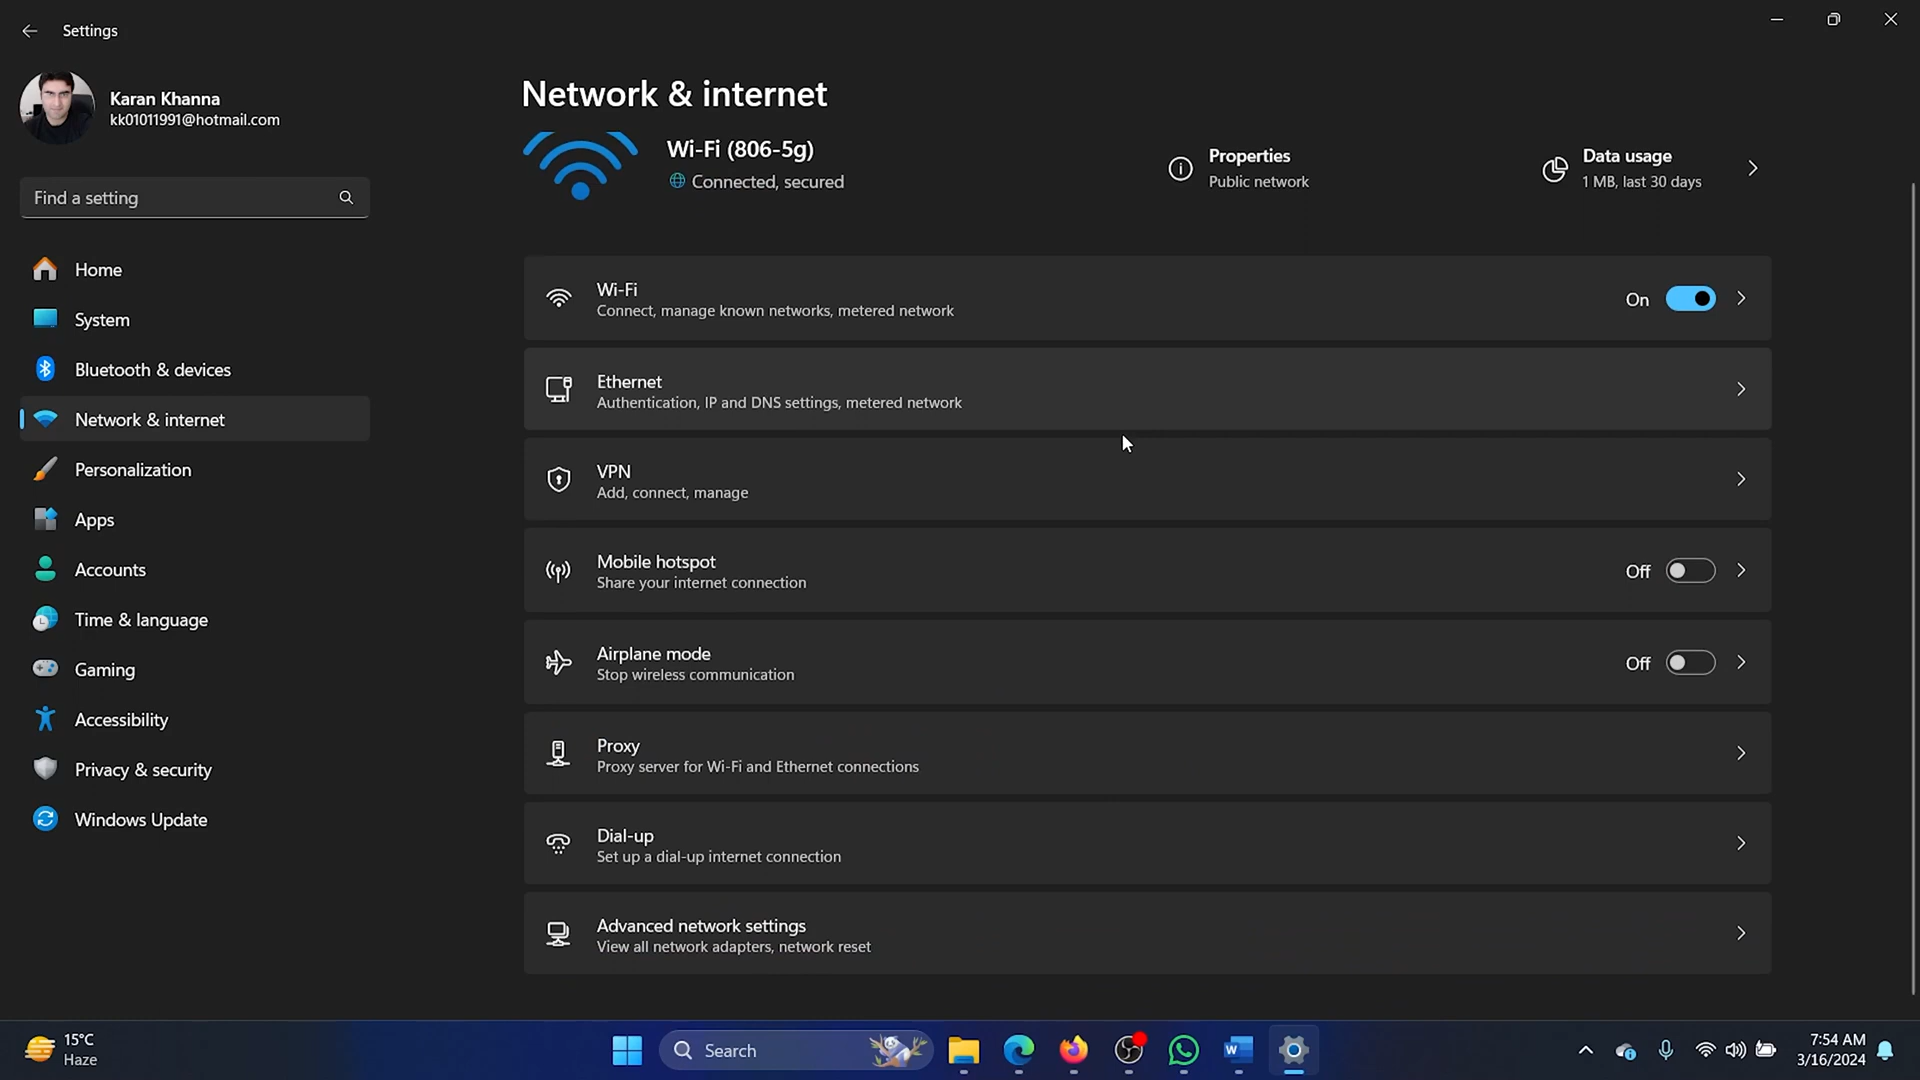 Settings
Karan Khanna
kk01011991@hotmail.com
Find a setting
Home
System
Bluetooth & devices
Network & internet
Personalization
Apps
Accounts
Time & language
Gaming
Accessibility
Privacy & security
Windows Update
Network & internet
Wi-Fi (806-5g)
Connected, secured
Properties
Public network
Data usage
1 MB, last 30 days
Wi-Fi
Connect, manage known networks, metered network
On
Ethernet
Authentication, IP and DNS settings, metered network
VPN
Add, connect, manage
Mobile hotspot
Share your internet connection
Off
Airplane mode
Stop wireless communication
Off
Proxy
Proxy server for Wi-Fi and Ethernet connections
Dial-up
Set up a dial-up internet connection
Advanced network settings
View all network adapters, network reset
15°C
Haze
Search
7:54 AM
3/16/2024